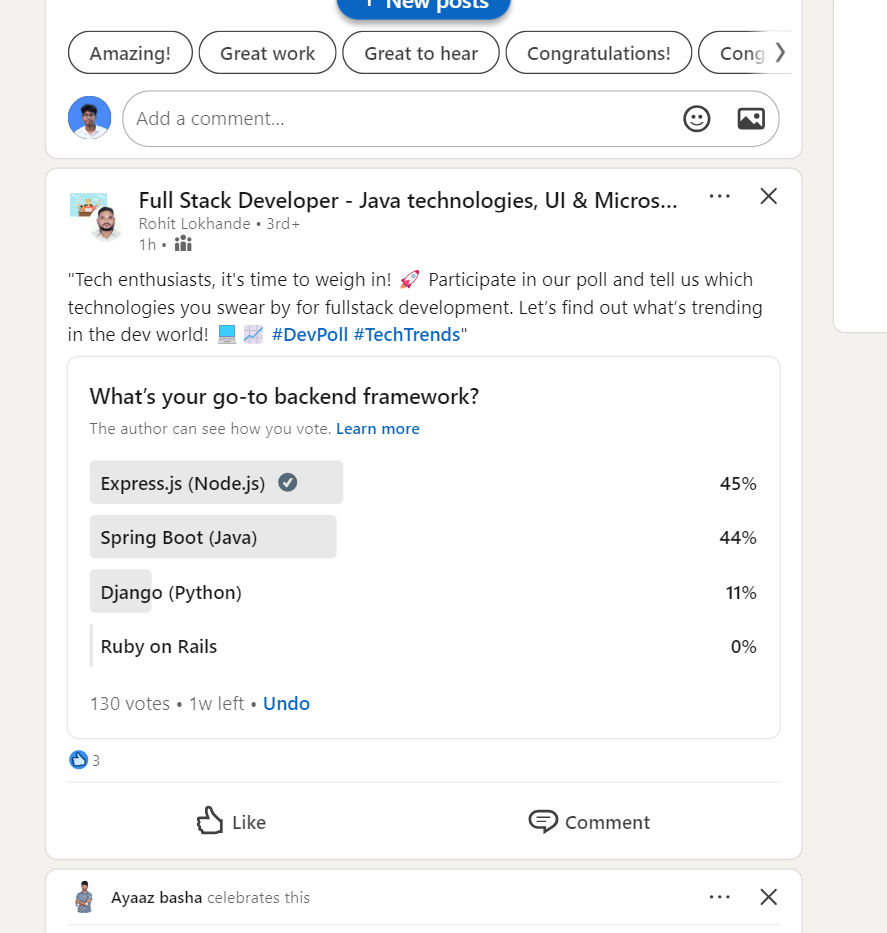 + New posts
Amazing!
Great work
Great to hear
Congratulations!
Cong
Add a comment...
Full Stack Developer - Java technologies, UI & Micros...
Rohit Lokhande • 3rd+
1h •
"Tech enthusiasts, it's time to weigh in! 🚀 Participate in our poll and tell us which
technologies you swear by for fullstack development. Let’s find out what’s trending
in the dev world! 💻 📈 #DevPoll #TechTrends"
What’s your go-to backend framework?
The author can see how you vote. Learn more
Express.js (Node.js) 45%
Spring Boot (Java) 44%
Django (Python) 11%
Ruby on Rails 0%
130 votes • 1w left • Undo
3
Like
Comment
Ayaaz basha celebrates this